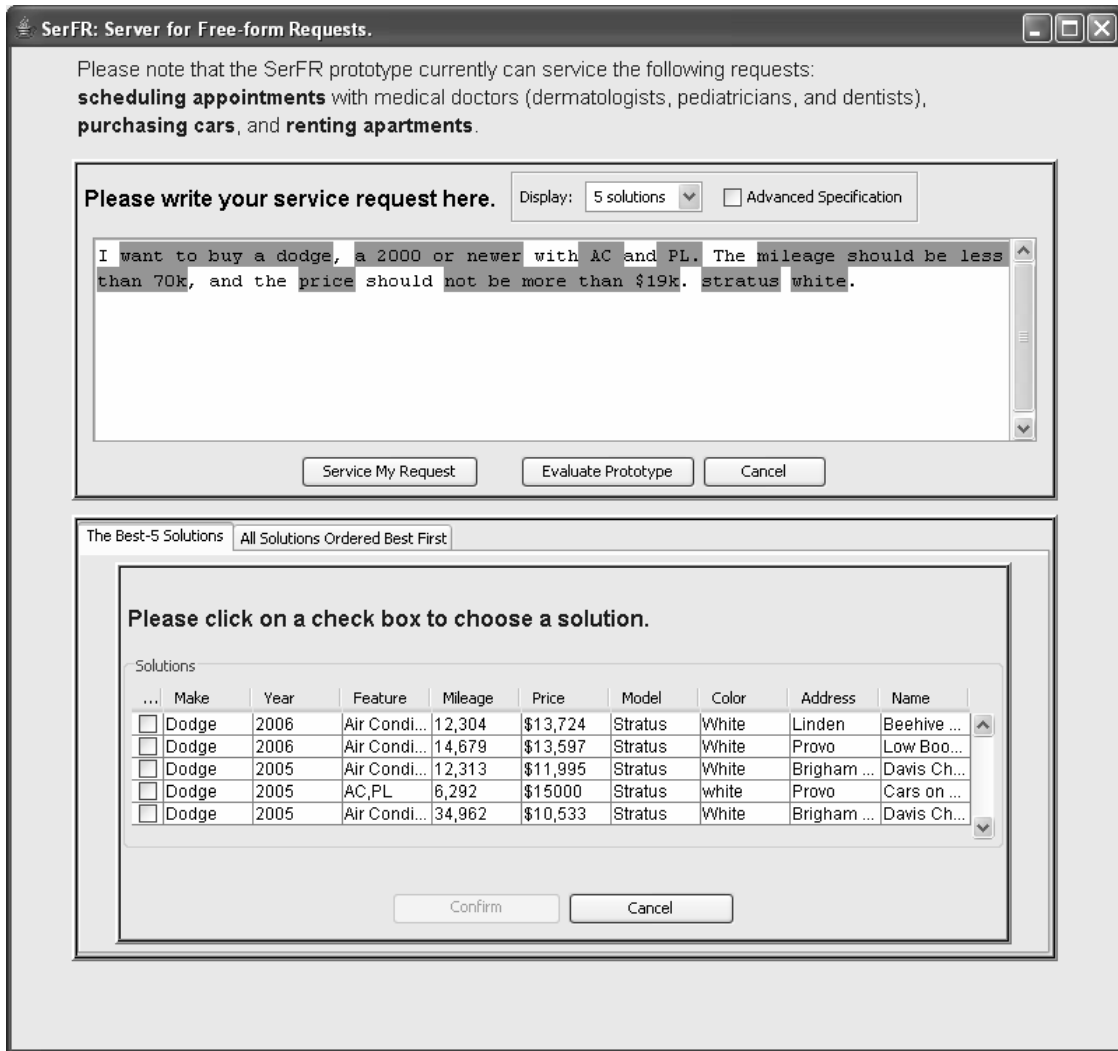 SerFR: Server for Free-form Requests.
Please note that the SerFR prototype currently can service the following requests:
scheduling appointments with medical doctors (dermatologists, pediatricians, and dentists),
purchasing cars, and renting apartments.
Please write your service request here. Display: 5 solutions Advanced Specification
I want to buy a dodge, a 2000 or newer with AC and PL. The mileage should be less
than 70k, and the price should not be more than $19k. stratus white.
Service My Request Evaluate Prototype Cancel
The Best-5 Solutions All Solutions Ordered Best First
Please click on a check box to choose a solution.
Solutions
... Make Year Feature Mileage Price Model Color Address Name
Dodge 2006 Air Condi... 12,304 $13,724 Stratus White Linden Beehive ...
Dodge 2006 Air Condi... 14,679 $13,597 Stratus White Provo Low Boo...
Dodge 2005 Air Condi... 12,313 $11,995 Stratus White Brigham ... Davis Ch...
Dodge 2005 AC,PL 6,292 $15000 Stratus white Provo Cars on ...
Dodge 2005 Air Condi... 34,962 $10,533 Stratus White Brigham ... Davis Ch...
Confirm Cancel